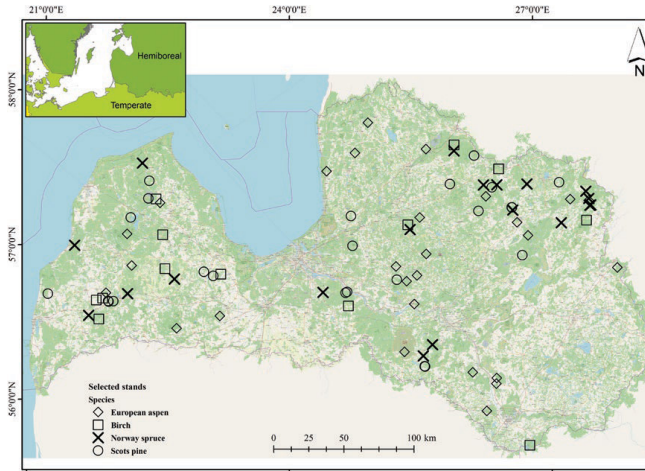 21°0'0"E 24°0'0"E 27°0'0"E
Hemiboreal
Temperate
N
58°0'0"N
57°0'0"N
56°0'0"N
Selected stands
Species
European aspen
Birch
Norway spruce
Scots pine
0 25 50 100 km